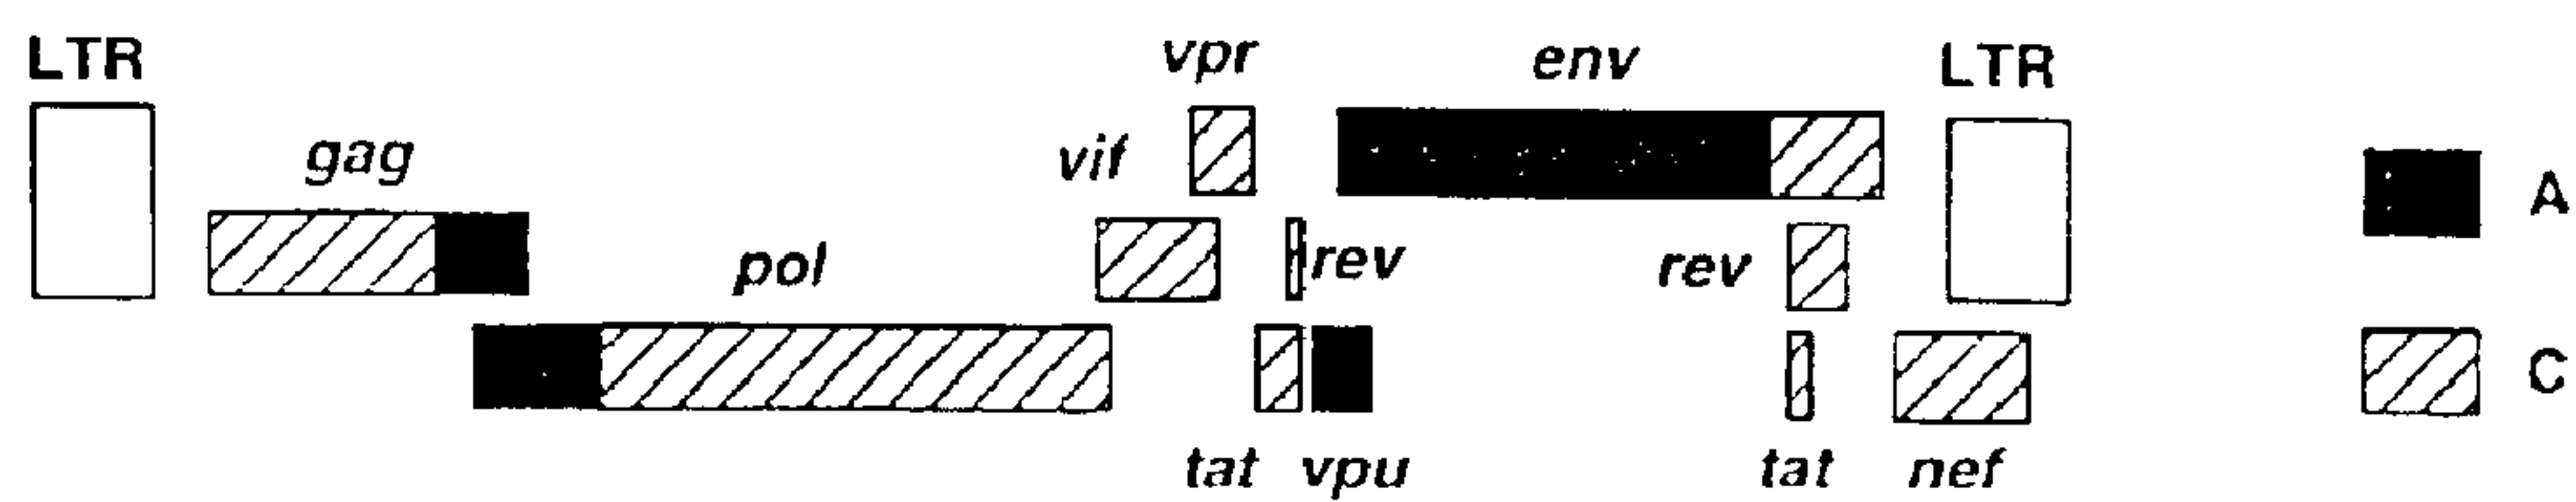 LTR
vpr
env
LTR
gag
vif
A
pol
rev
rev
C
tat
vpu
tat
nef